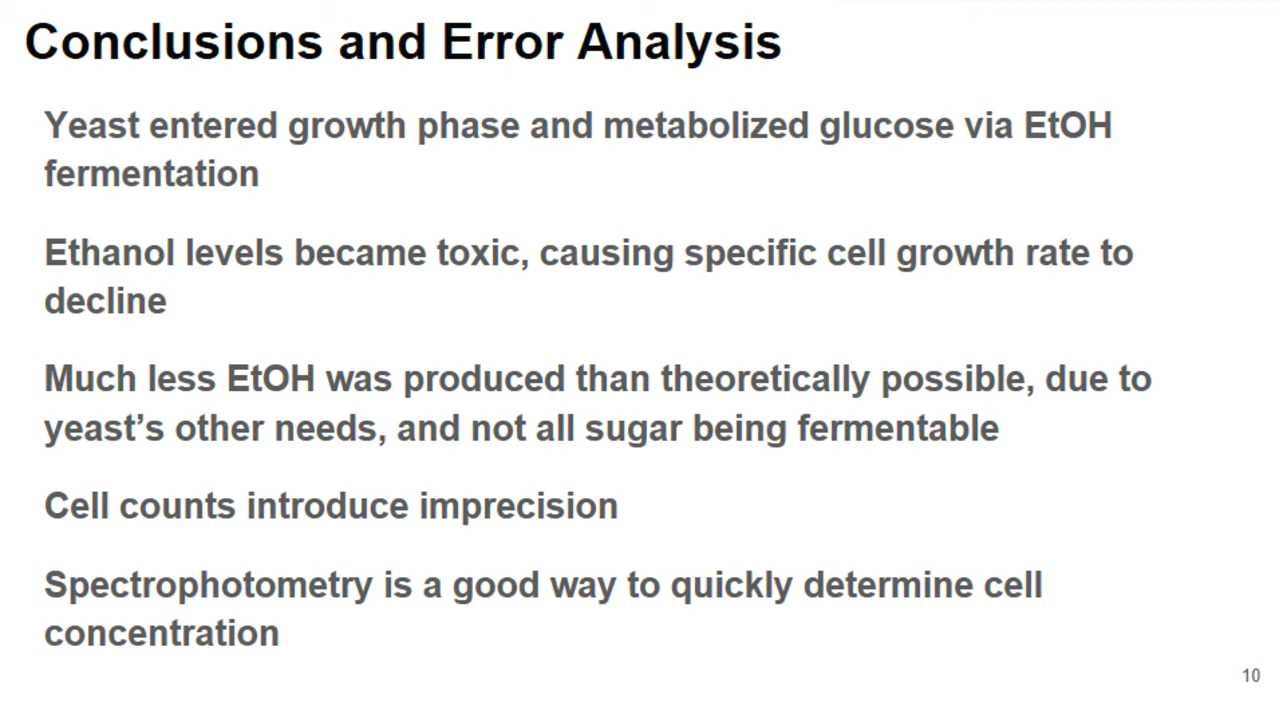 Conclusions and Error Analysis
Yeast entered growth phase and metabolized glucose via EtOH
fermentation
Ethanol levels became toxic, causing specific cell growth rate to
decline
Much less EtOH was produced than theoretically possible, due to
yeast’s other needs, and not all sugar being fermentable
Cell counts introduce imprecision
Spectrophotometry is a good way to quickly determine cell
concentration
10